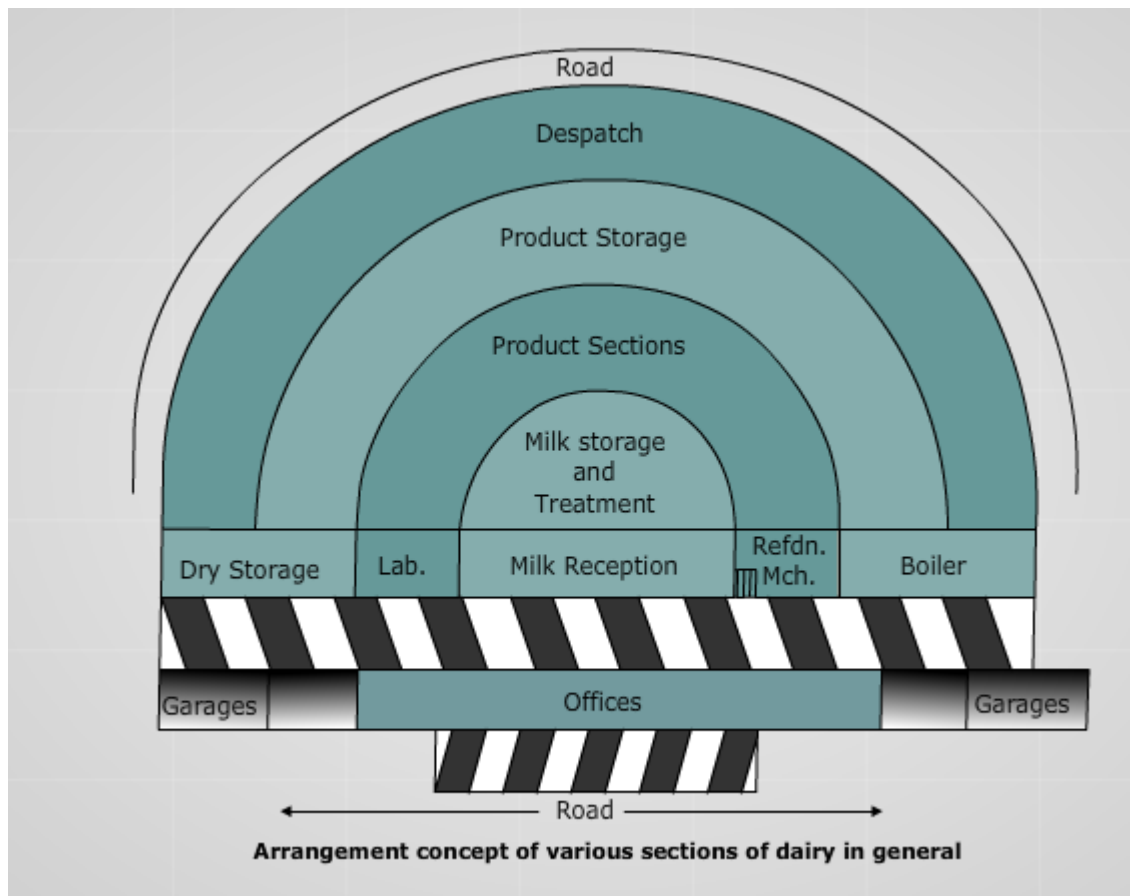 Road
Despatch
Product Storage
Product Sections
Milk storage
and
Treatment
Dry Storage
Lab.
Milk Reception
Refdn.
Mch.
Boiler
Garages
Offices
Garages
Road
Arrangement concept of various sections of dairy in general